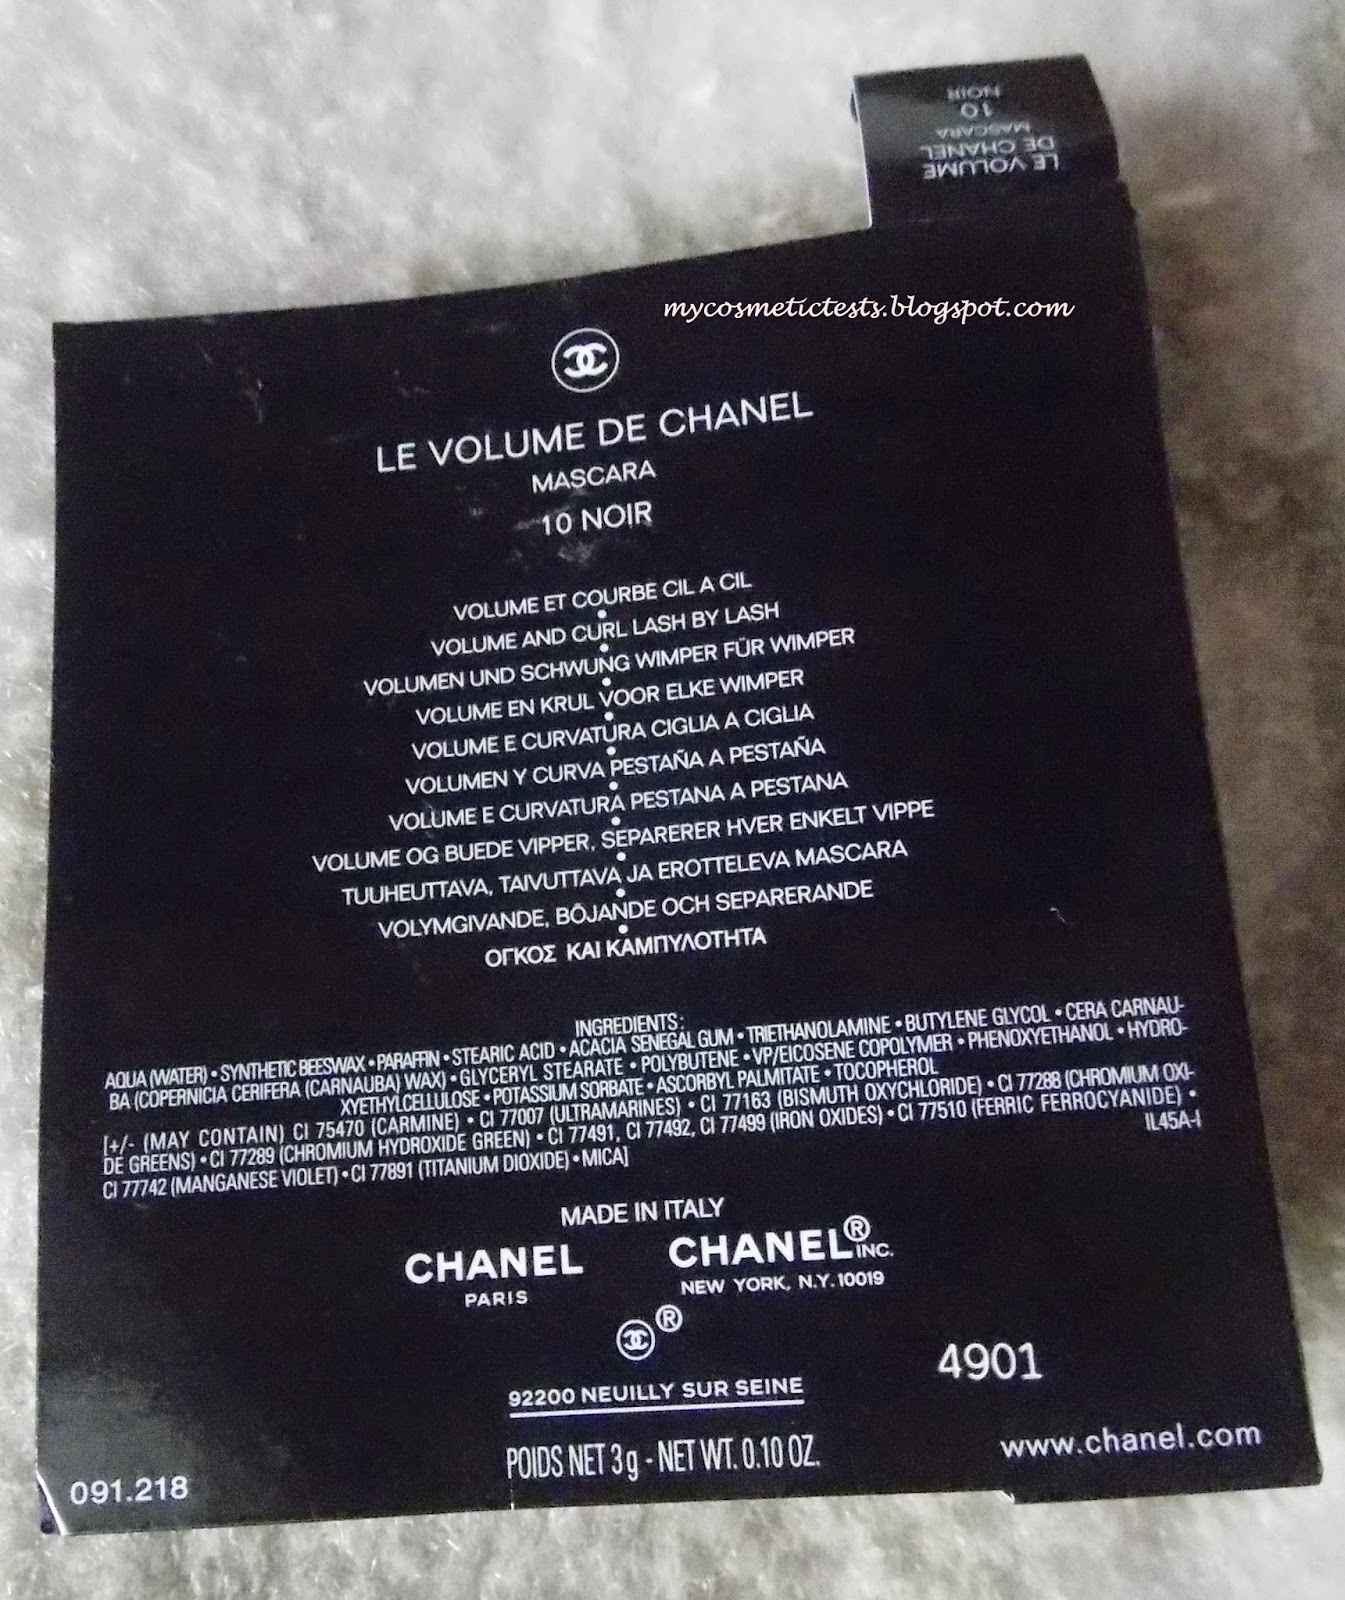 LE VOLUME
DE CHANEL
MASCARA
10
NOIR
mycosmetictests.blogspot.com
LE VOLUME DE CHANEL
MASCARA
10 NOIR
VOLUME ET COURBE CIL A CIL
•
VOLUME AND CURL LASH BY LASH
•
VOLUMEN UND SCHWUNG WIMPER FÜR WIMPER
•
VOLUME EN KRUL VOOR ELKE WIMPER
•
VOLUME E CURVATURA CIGLIA A CIGLIA
•
VOLUMEN Y CURVA PESTAÑA A PESTAÑA
•
VOLUME E CURVATURA PESTANA A PESTANA
•
VOLUME OG BUEDE VIPPER, SEPARERER HVER ENKELT VIPPE
•
TUUHEUTTAVA, TAIVUTTAVA JA EROTTELEVA MASCARA
•
VOLYMGIVANDE, BÖJANDE OCH SEPARERANDE
•
ΟΓΚΟΣ ΚΑΙ ΚΑΜΠΥΛΟΤΗΤΑ
INGREDIENTS:
AQUA (WATER) • SYNTHETIC BEESWAX • PARAFFIN • STEARIC ACID • ACACIA SENEGAL GUM • TRIETHANOLAMINE • BUTYLENE GLYCOL • CERA CARNAU-
BA (COPERNICIA CERIFERA (CARNAUBA) WAX) • GLYCERYL STEARATE • POLYBUTENE • VP/EICOSENE COPOLYMER • PHENOXYETHANOL • HYDRO-
XYETHYLCELLULOSE • POTASSIUM SORBATE • ASCORBYL PALMITATE • TOCOPHEROL
[+/- (MAY CONTAIN) CI 75470 (CARMINE) • CI 77007 (ULTRAMARINES) • CI 77163 (BISMUTH OXYCHLORIDE) • CI 77288 (CHROMIUM OXI-
DE GREENS) • CI 77289 (CHROMIUM HYDROXIDE GREEN) • CI 77491, CI 77492, CI 77499 (IRON OXIDES) • CI 77510 (FERRIC FERROCYANIDE) •
CI 77742 (MANGANESE VIOLET) • CI 77891 (TITANIUM DIOXIDE) • MICA]
IL45A-I
MADE IN ITALY
CHANEL CHANEL® INC.
PARIS NEW YORK, N.Y. 10019
®
4901
92200 NEUILLY SUR SEINE
POIDS NET 3g - NET WT. 0.10 OZ.
www.chanel.com
091.218